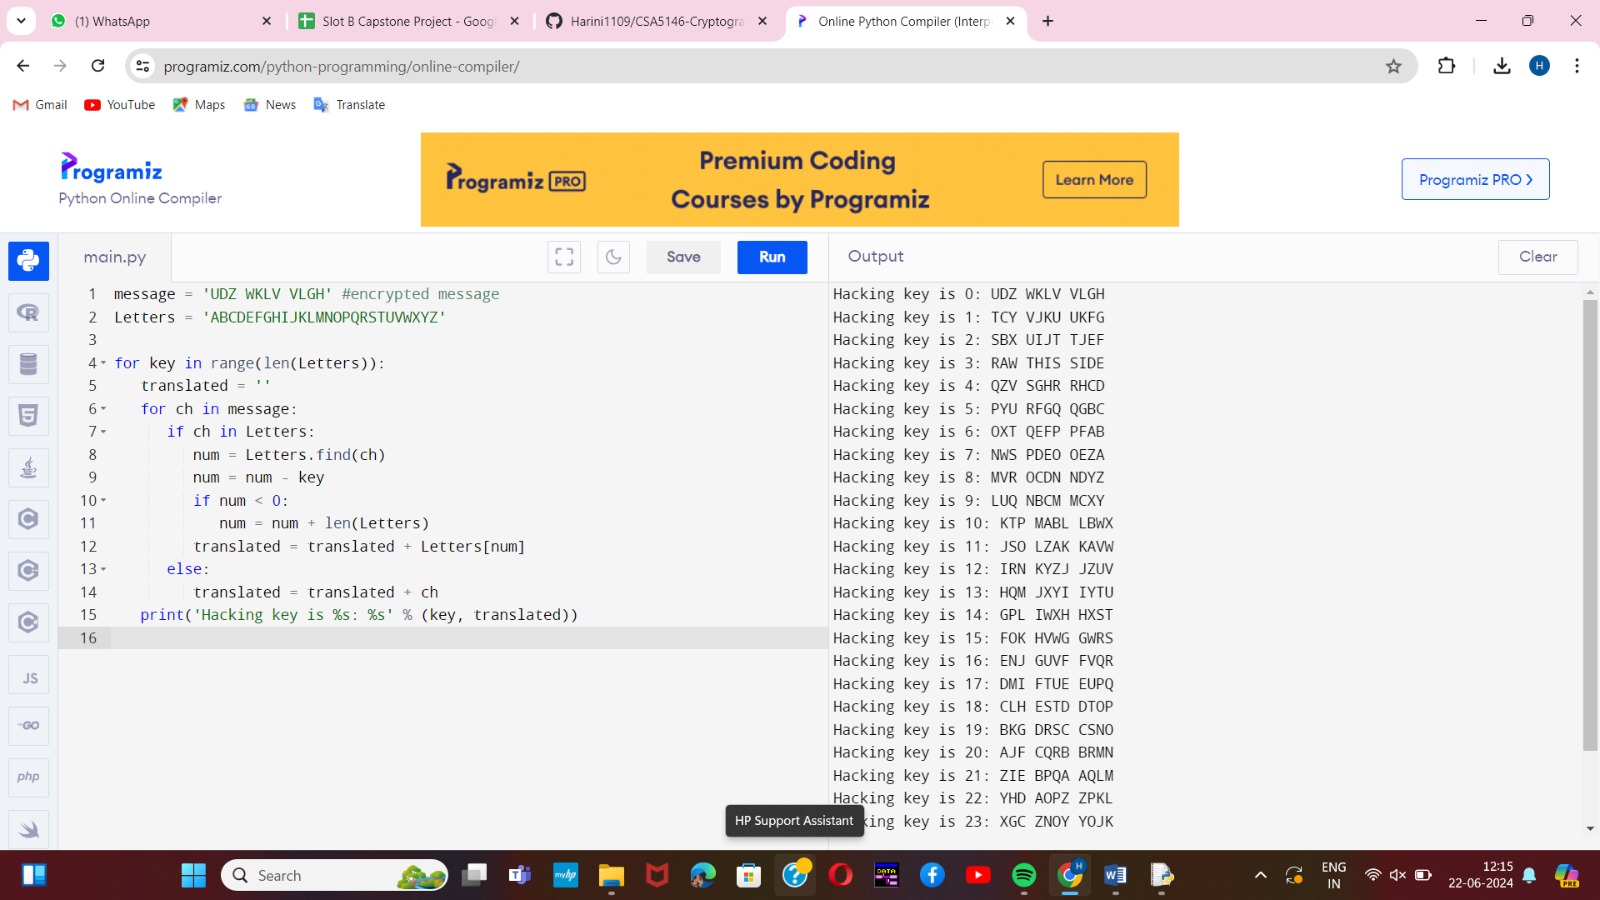 (1) WhatsApp
Slot B Capstone Project - Goog
Harini1109/CSA5146-Cryptogra
Online Python Compiler (Interp
programiz.com/python-programming/online-compiler/
H
Gmail
YouTube
Maps
News
Translate
Programiz
Python Online Compiler
Programiz PRO
Premium Coding
Courses by Programiz
Learn More
Programiz PRO
main.py
Save
Run
Output
Clear
1 message = 'UDZ WKLV VLGH' #encrypted message
2 Letters = 'ABCDEFGHIJKLMNOPQRSTUVWXYZ'
3
4 for key in range(len(Letters)):
5 translated = ''
6 for ch in message:
7 if ch in Letters:
8 num = Letters.find(ch)
9 num = num - key
10 if num < 0:
11 num = num + len(Letters)
12 translated = translated + Letters[num]
13 else:
14 translated = translated + ch
15 print('Hacking key is %s: %s' % (key, translated))
16
Hacking key is 0: UDZ WKLV VLGH
Hacking key is 1: TCY VJKU UKFG
Hacking key is 2: SBX UIJT TJEF
Hacking key is 3: RAW THIS SIDE
Hacking key is 4: QZV SGHR RHCD
Hacking key is 5: PYU RFGQ QGBC
Hacking key is 6: OXT QEFP PFAB
Hacking key is 7: NWS PDEO OEZA
Hacking key is 8: MVR OCDN NDYZ
Hacking key is 9: LUQ NBCM MCXY
Hacking key is 10: KTP MABL LBWX
Hacking key is 11: JSO LZAK KAVW
Hacking key is 12: IRN KYZJ JZUV
Hacking key is 13: HQM JXYI IYTU
Hacking key is 14: GPL IWXH HXST
Hacking key is 15: FOK HVWG GWRS
Hacking key is 16: ENJ GUVF FVQR
Hacking key is 17: DMI FTUE EUPQ
Hacking key is 18: CLH ESTD DTOP
Hacking key is 19: BKG DRSC CSNO
Hacking key is 20: AJF CQRB BRMN
Hacking key is 21: ZIE BPQA AQLM
Hacking key is 22: YHD AOPZ ZPKL
king key is 23: XGC ZNOY YOJK
JS
GO
php
HP Support Assistant
Search
myhp
DATA
H
ENG
IN
12:15
22-06-2024
PRE